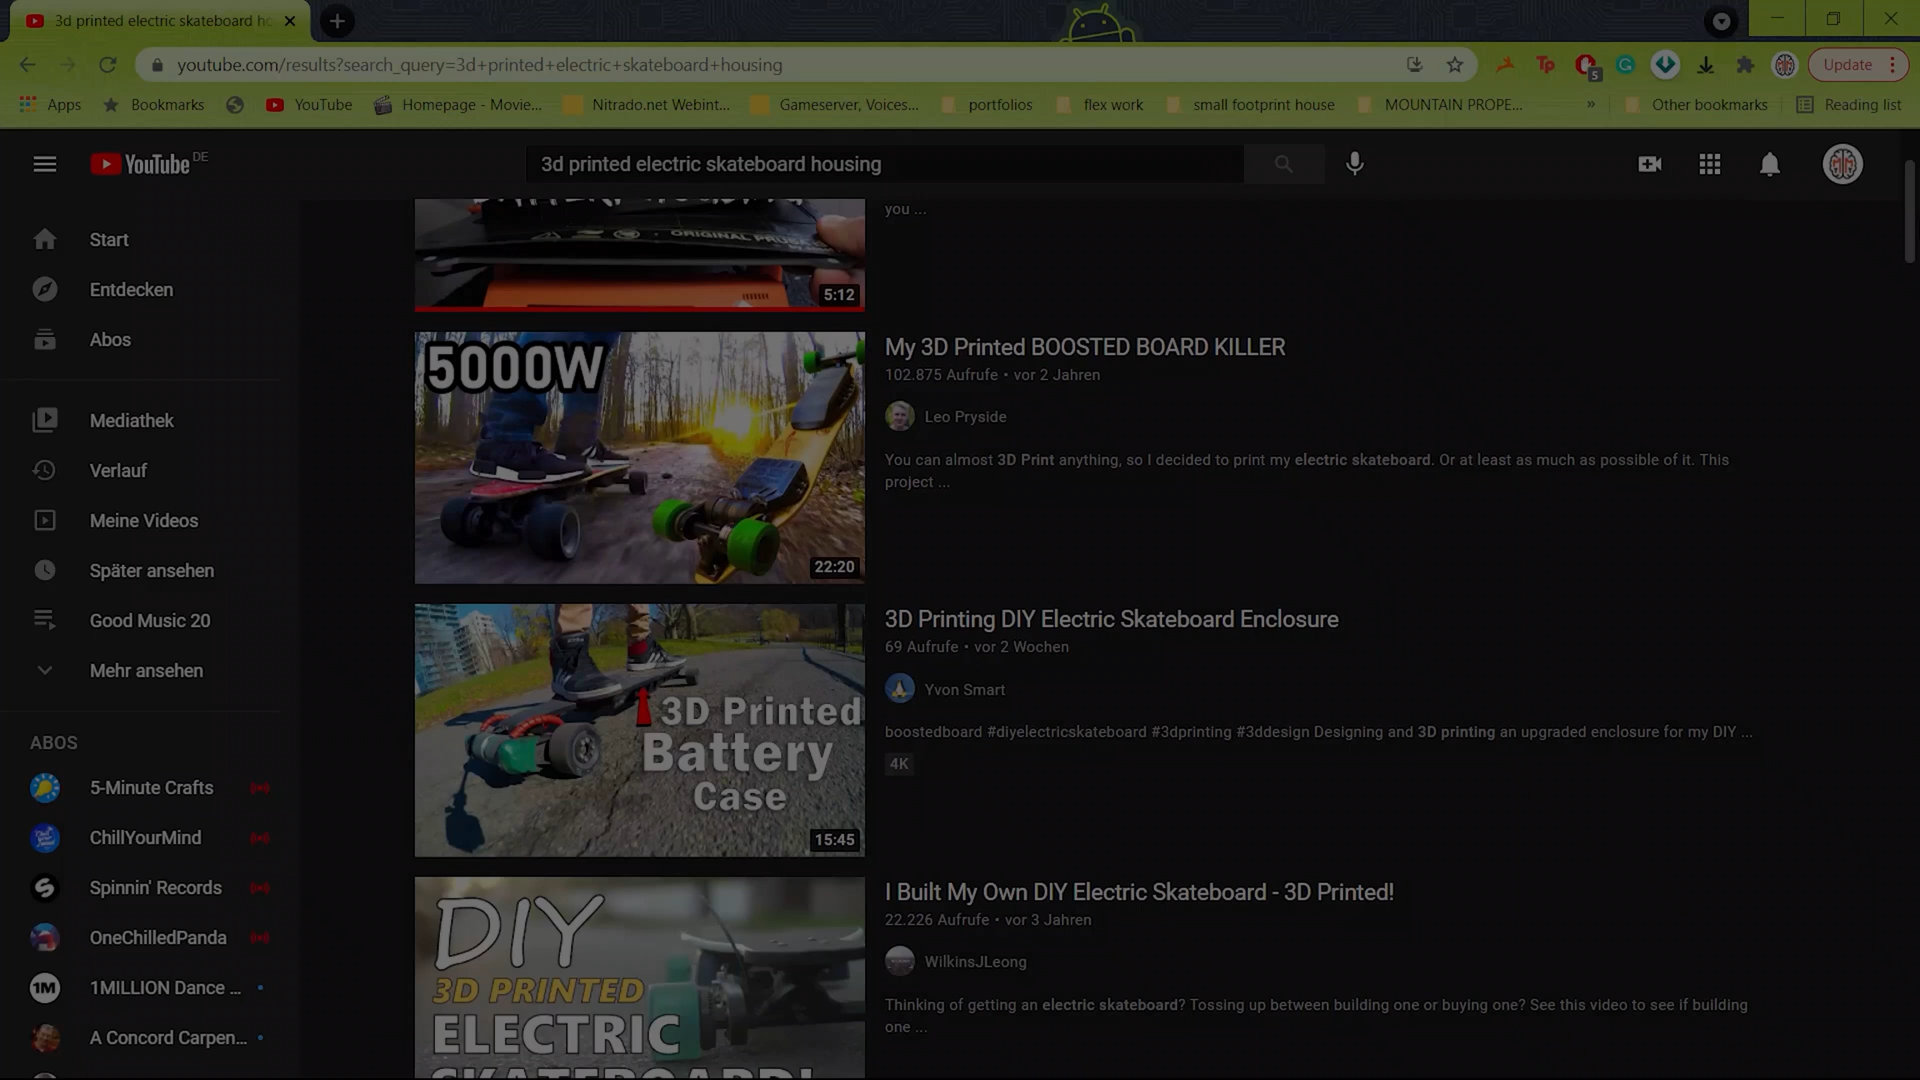 3d printed electric skateboard h
youtube.com/results?search_query=3d+printed+electric+skateboard+housing
5
Update
Apps
Bookmarks
YouTube
Homepage - Movie...
Nitrado.net Webint...
Gameserver, Voices...
portfolios
flex work
small footprint house
MOUNTAIN PROPE...
»
Other bookmarks
Reading list
YouTube DE
3d printed electric skateboard housing
Start
Entdecken
Abos
Mediathek
Verlauf
Meine Videos
Später ansehen
Good Music 20
Mehr ansehen
ABOS
5-Minute Crafts
ChillYourMind
Spinnin' Records
OneChilledPanda
1M
1MILLION Dance ...
A Concord Carpen...
ORIGINAL PRUS
5:12
you ...
5000W
22:20
My 3D Printed BOOSTED BOARD KILLER
102.875 Aufrufe • vor 2 Jahren
Leo Pryside
You can almost 3D Print anything, so I decided to print my electric skateboard. Or at least as much as possible of it. This
project ...
3D Printed
Battery
Case
15:45
3D Printing DIY Electric Skateboard Enclosure
69 Aufrufe • vor 2 Wochen
Yvon Smart
boostedboard #diyelectricskateboard #3dprinting #3ddesign Designing and 3D printing an upgraded enclosure for my DIY ...
4K
DIY
3D PRINTED
ELECTRIC
SKATEBOARD!
I Built My Own DIY Electric Skateboard - 3D Printed!
22.226 Aufrufe • vor 3 Jahren
WilkinsJLeong
Thinking of getting an electric skateboard? Tossing up between building one or buying one? See this video to see if building
one ...